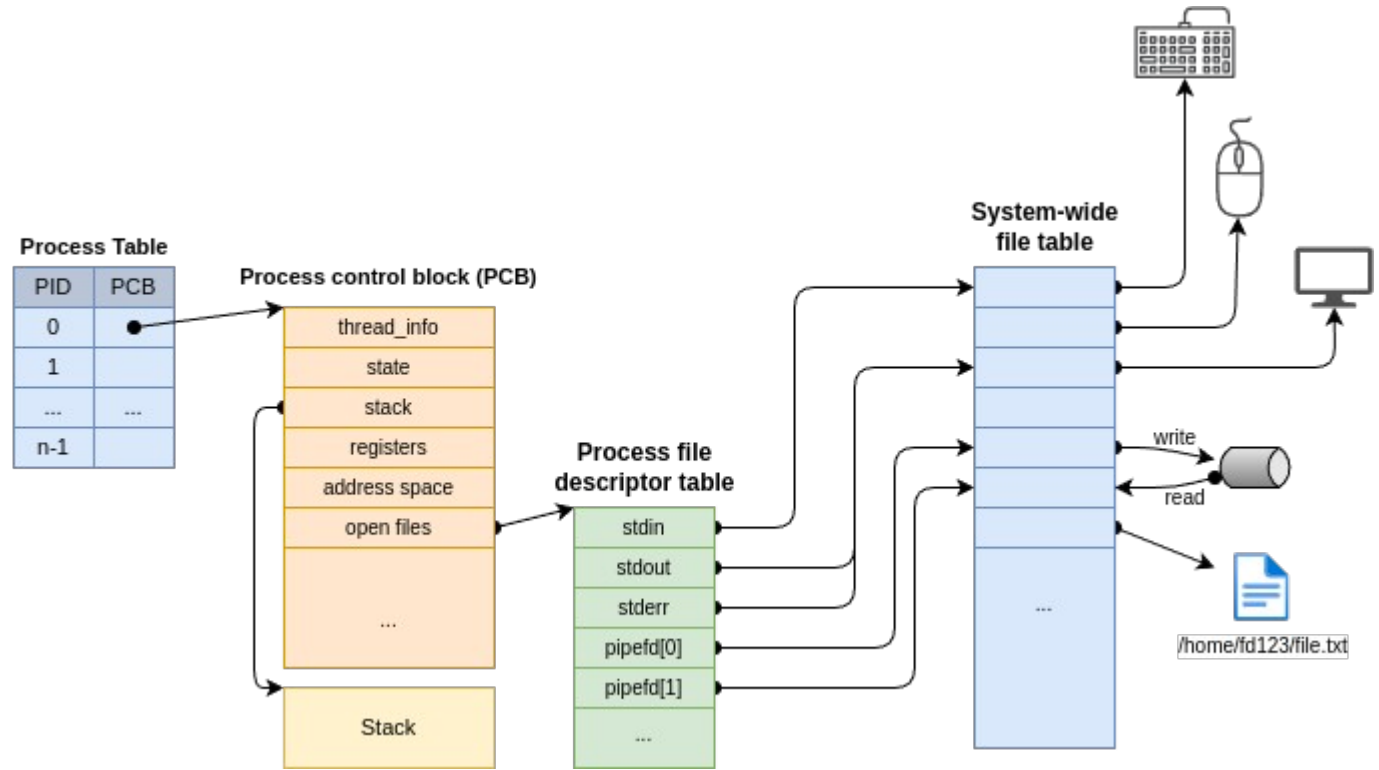 Process Table
PID PCB
0
1
... ...
n-1
Process control block (PCB)
thread_info
state
stack
registers
address space
open files
...
Stack
Process file
descriptor table
stdin
stdout
stderr
pipefd[0]
pipefd[1]
...
System-wide
file table
...
write
read
/home/fd123/file.txt